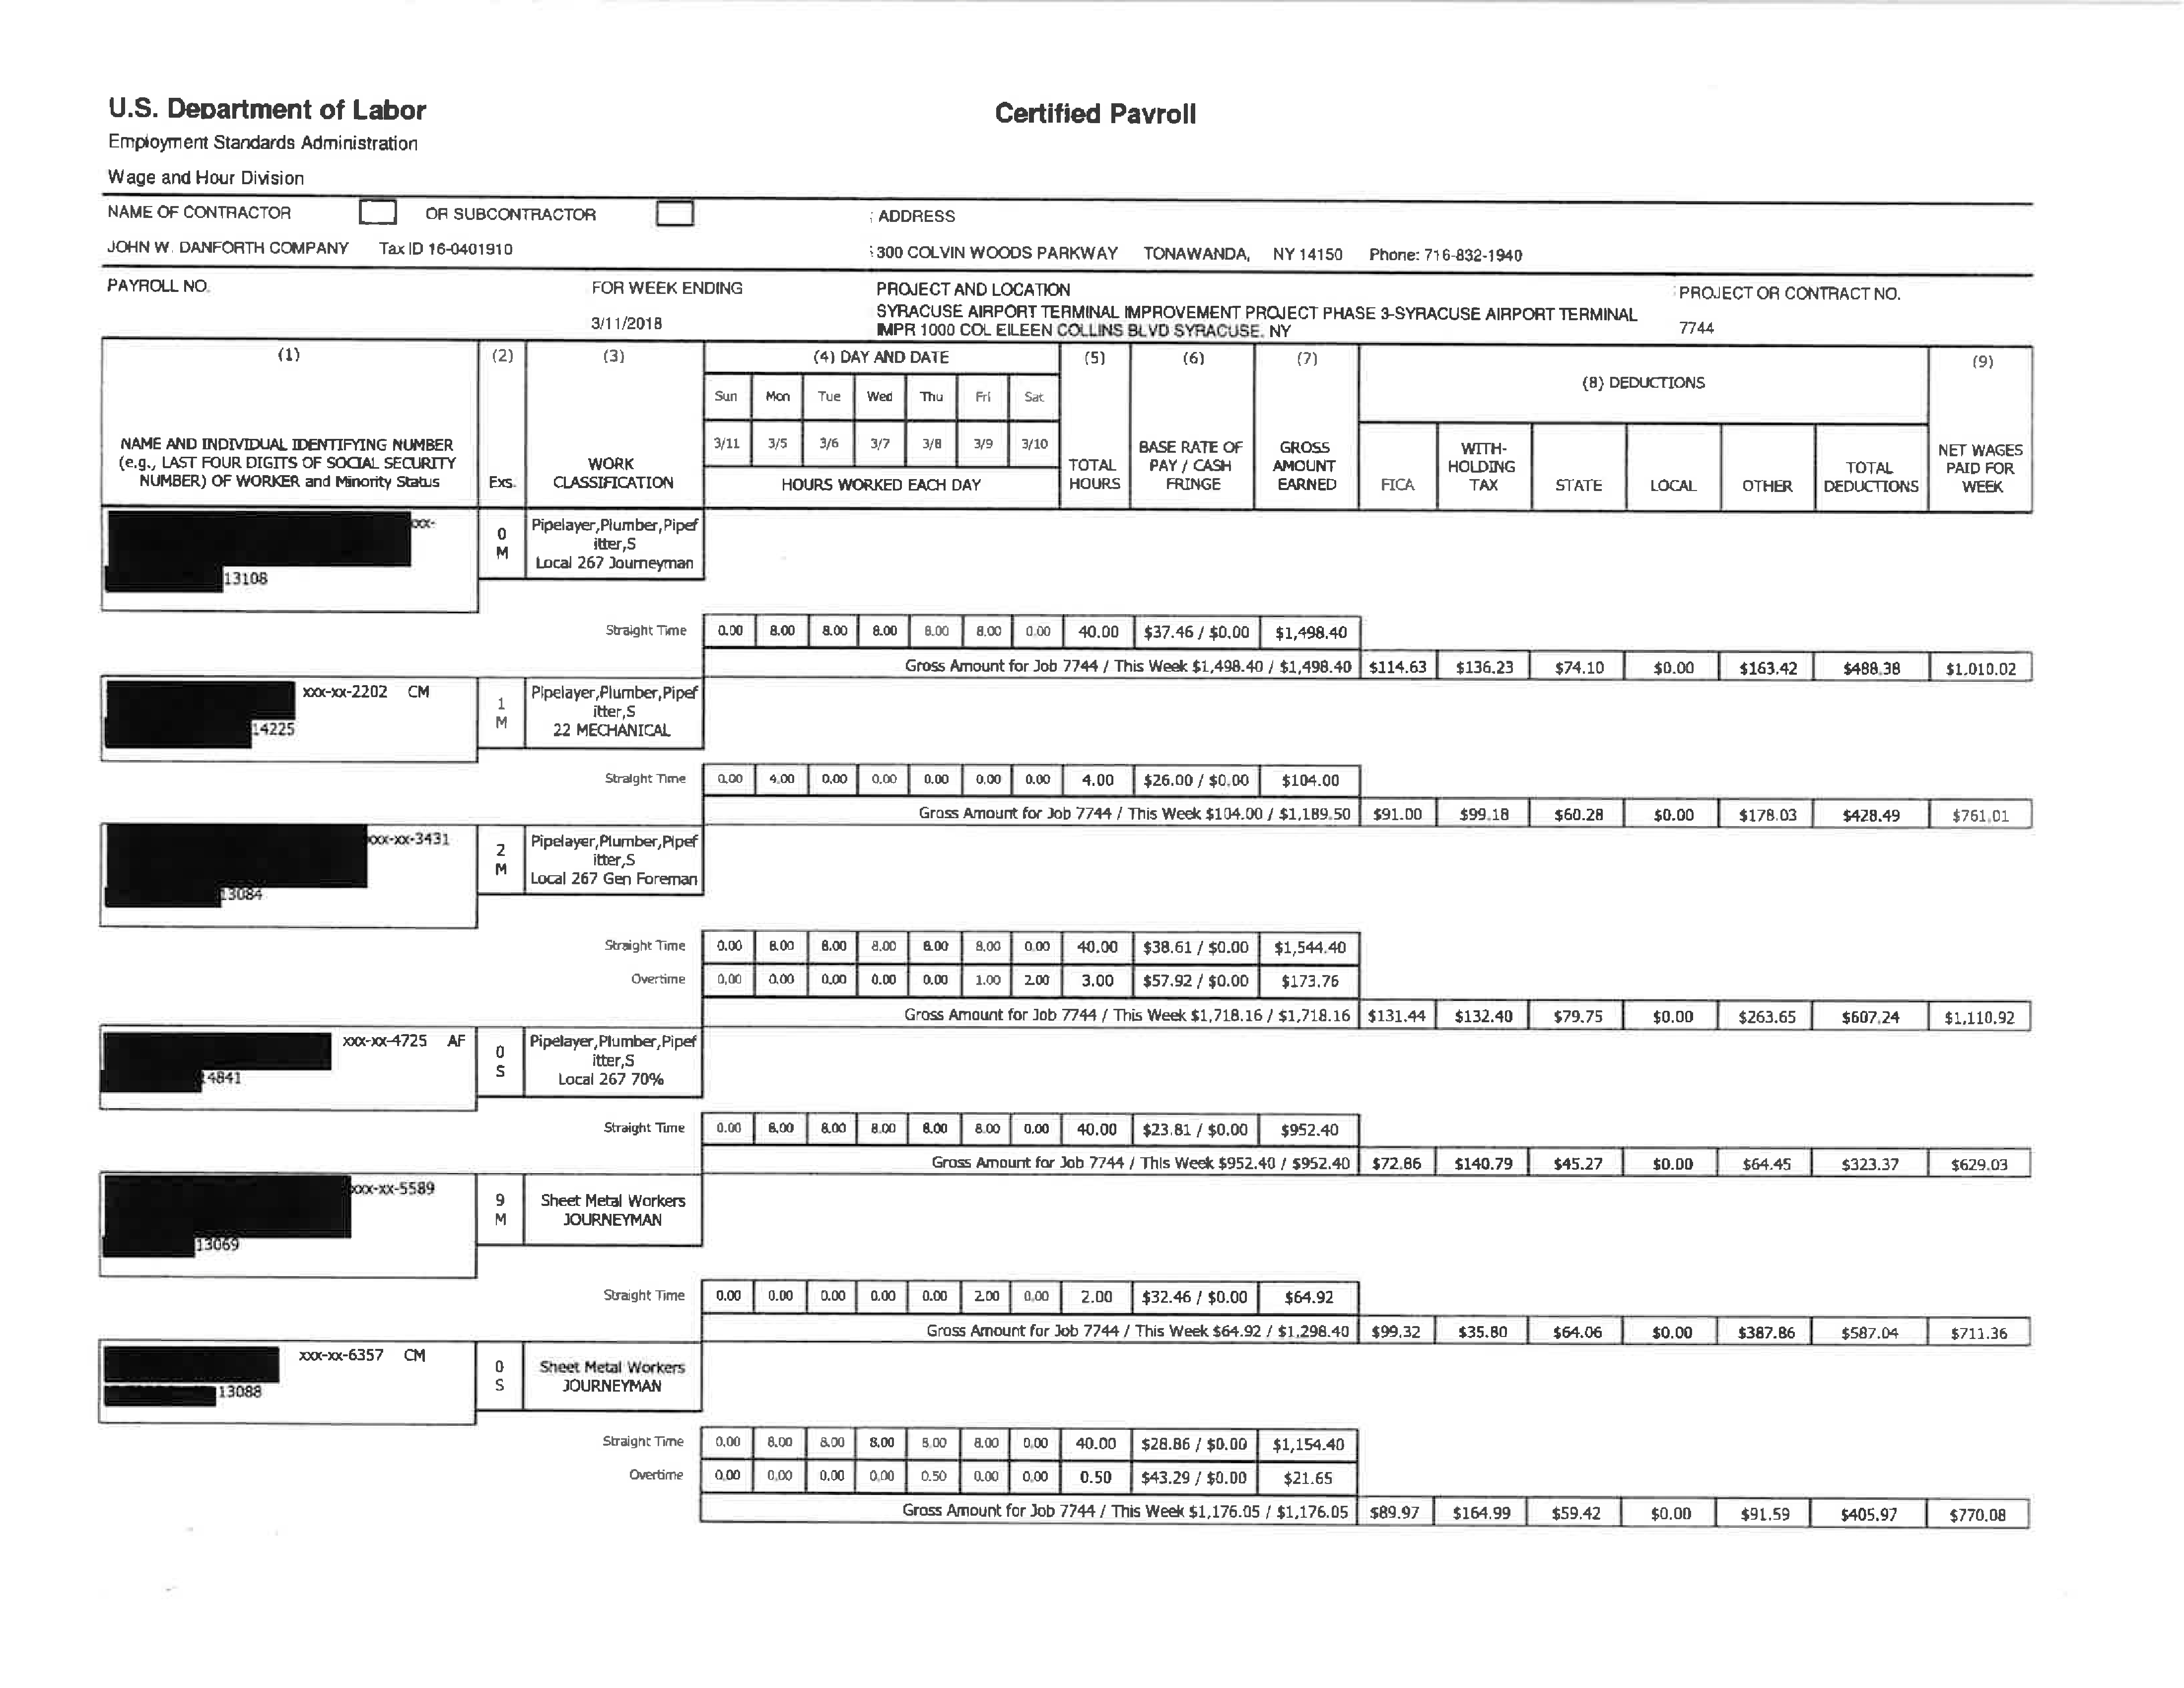 U.S. Department of Labor
Certified Payroll
Employment Standards Administration
Wage and Hour Division
NAME OF CONTRACTOR OR SUBCONTRACTOR ADDRESS
JOHN W. DANFORTH COMPANY Tax ID 16-0401910 300 COLVIN WOODS PARKWAY TONAWANDA, NY 14150 Phone: 716-832-1940
PAYROLL NO. FOR WEEK ENDING PROJECT AND LOCATION PROJECT OR CONTRACT NO.
3/11/2018 SYRACUSE AIRPORT TERMINAL IMPROVEMENT PROJECT PHASE 3-SYRACUSE AIRPORT TERMINAL
IMPR 1000 COL EILEEN COLLINS BLVD SYRACUSE, NY 7744
(1) (2) (3) (4) DAY AND DATE (5) (6) (7) (8) DEDUCTIONS (9)
Sun Mon Tue Wed Thu Fri Sat
3/11 3/5 3/6 3/7 3/8 3/9 3/10
NAME AND INDIVIDUAL IDENTIFYING NUMBER
(e.g., LAST FOUR DIGITS OF SOCIAL SECURITY
NUMBER) OF WORKER and Minority Status
Exs.
WORK
CLASSIFICATION
HOURS WORKED EACH DAY
TOTAL
HOURS
BASE RATE OF
PAY / CASH
FRINGE
GROSS
AMOUNT
EARNED
FICA
WITH-
HOLDING
TAX
STATE
LOCAL
OTHER
TOTAL
DEDUCTIONS
NET WAGES
PAID FOR
WEEK
xxx-
13108
0
M
Pipelayer,Plumber,Pipef
itter,S
Local 267 Journeyman
Straight Time 0.00 8.00 8.00 8.00 8.00 8.00 0.00 40.00 $37.46 / $0.00 $1,498.40
Gross Amount for Job 7744 / This Week $1,498.40 / $1,498.40 $114.63 $136.23 $74.10 $0.00 $163.42 $488.38 $1,010.02
xxx-xx-2202 CM
14225
1
M
Pipelayer,Plumber,Pipef
itter,S
22 MECHANICAL
Straight Time 0.00 4.00 0.00 0.00 0.00 0.00 0.00 4.00 $26.00 / $0.00 $104.00
Gross Amount for Job 7744 / This Week $104.00 / $1,189.50 $91.00 $99.18 $60.28 $0.00 $178.03 $428.49 $761.01
xxx-xx-3431
13084
2
M
Pipelayer,Plumber,Pipef
itter,S
Local 267 Gen Foreman
Straight Time 0.00 8.00 8.00 8.00 8.00 8.00 0.00 40.00 $38.61 / $0.00 $1,544.40
Overtime 0.00 0.00 0.00 0.00 0.00 1.00 2.00 3.00 $57.92 / $0.00 $173.76
Gross Amount for Job 7744 / This Week $1,718.16 / $1,718.16 $131.44 $132.40 $79.75 $0.00 $263.65 $607.24 $1,110.92
xxx-xx-4725 AF
14841
0
S
Pipelayer,Plumber,Pipef
itter,S
Local 267 70%
Straight Time 0.00 8.00 8.00 8.00 8.00 8.00 0.00 40.00 $23.81 / $0.00 $952.40
Gross Amount for Job 7744 / This Week $952.40 / $952.40 $72.86 $140.79 $45.27 $0.00 $64.45 $323.37 $629.03
xxx-xx-5589
13069
9
M
Sheet Metal Workers
JOURNEYMAN
Straight Time 0.00 0.00 0.00 0.00 0.00 2.00 0.00 2.00 $32.46 / $0.00 $64.92
Gross Amount for Job 7744 / This Week $64.92 / $1,298.40 $99.32 $35.80 $64.06 $0.00 $387.86 $587.04 $711.36
xxx-xx-6357 CM
13088
0
S
Sheet Metal Workers
JOURNEYMAN
Straight Time 0.00 8.00 8.00 8.00 8.00 8.00 0.00 40.00 $28.86 / $0.00 $1,154.40
Overtime 0.00 0.00 0.00 0.00 0.50 0.00 0.00 0.50 $43.29 / $0.00 $21.65
Gross Amount for Job 7744 / This Week $1,176.05 / $1,176.05 $89.97 $164.99 $59.42 $0.00 $91.59 $405.97 $770.08